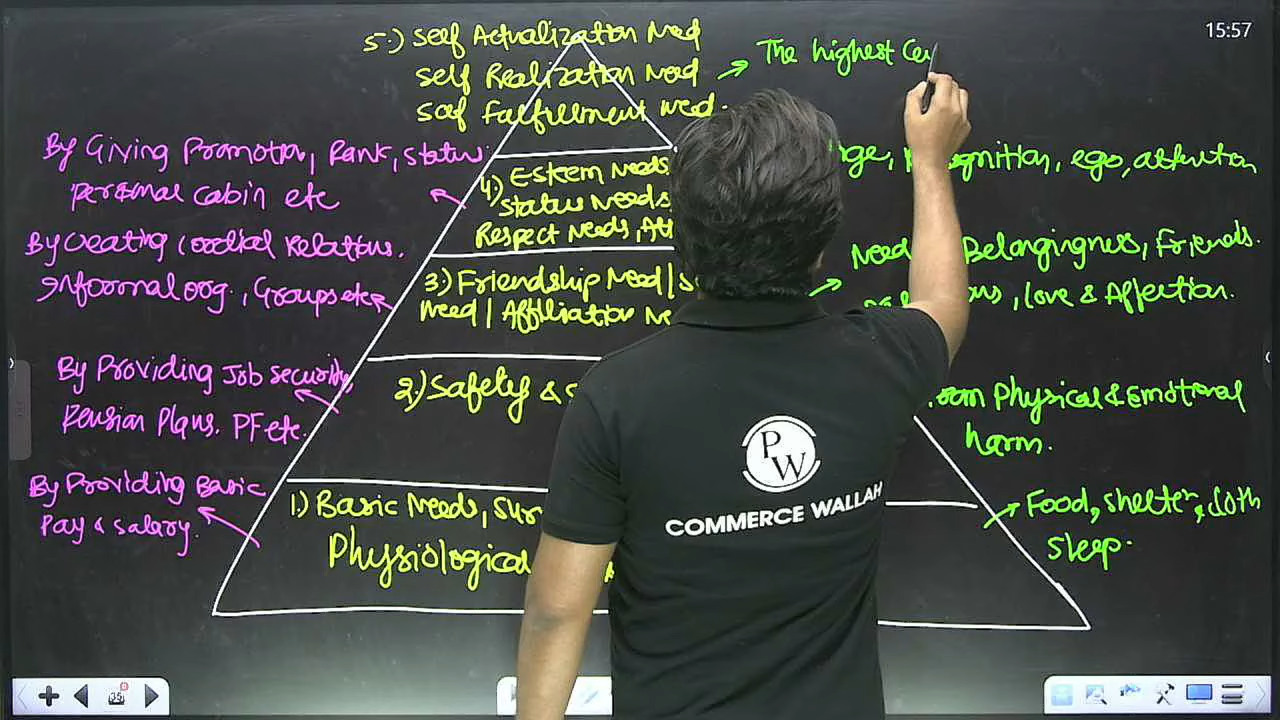 15:57
5.) Self Actualization Need
Self Realization Need
Self Fulfillment Need.
The highest
By Giving Promotion, Rank, Status
personal cabin etc
4.) Esteem Needs
Status Needs
Respect Needs,
Recognition, ego, attention
By Creating Cordial Relations.
Informal org., Groups etc
3.) Friendship Need |
Need | Affiliation
Need Belongingness, Friends.
, Love & Affection.
By Providing Job Security,
Pension Plans. PF etc.
2.) Safety &
Physical & Emotional
harm.
By Providing Basic
Pay & salary.
1.) Basic Needs,
Physiological
Food, shelter, cloth
sleep.
PW
COMMERCE WALLAH